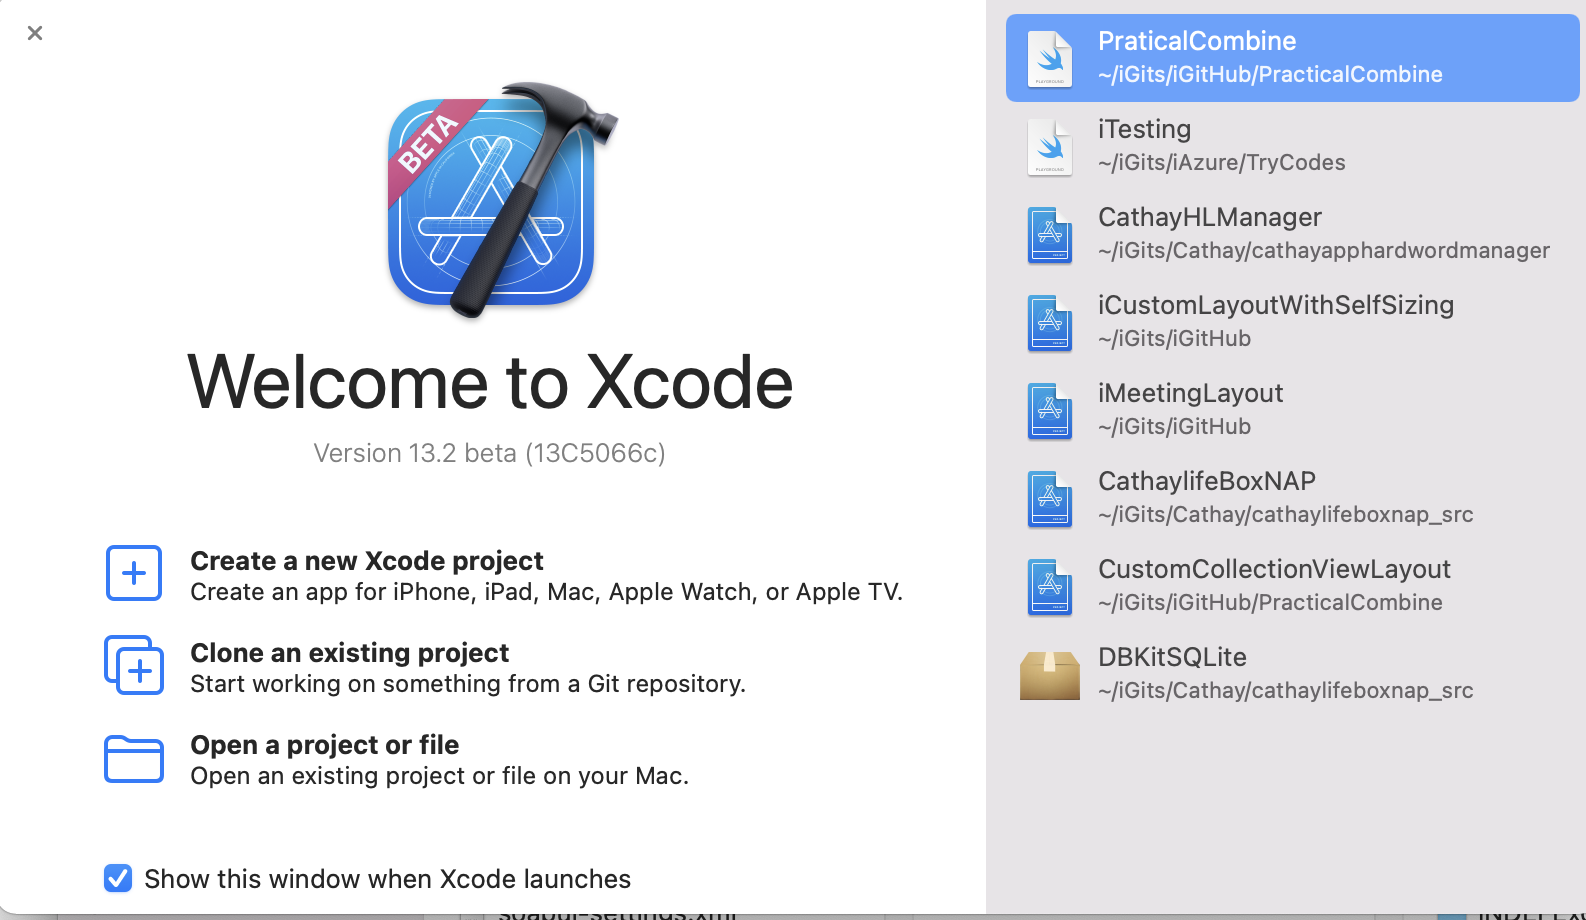 BETA
Welcome to Xcode
Version 13.2 beta (13C5066c)
Create a new Xcode project
Create an app for iPhone, iPad, Mac, Apple Watch, or Apple TV.
Clone an existing project
Start working on something from a Git repository.
Open a project or file
Open an existing project or file on your Mac.
Show this window when Xcode launches
PraticalCombine
~/iGits/iGitHub/PracticalCombine
iTesting
~/iGits/iAzure/TryCodes
CathayHLManager
~/iGits/Cathay/cathayapphardwordmanager
iCustomLayoutWithSelfSizing
~/iGits/iGitHub
iMeetingLayout
~/iGits/iGitHub
CathaylifeBoxNAP
~/iGits/Cathay/cathaylifeboxnap_src
CustomCollectionViewLayout
~/iGits/iGitHub/PracticalCombine
DBKitSQLite
~/iGits/Cathay/cathaylifeboxnap_src
soapui-settings.xml